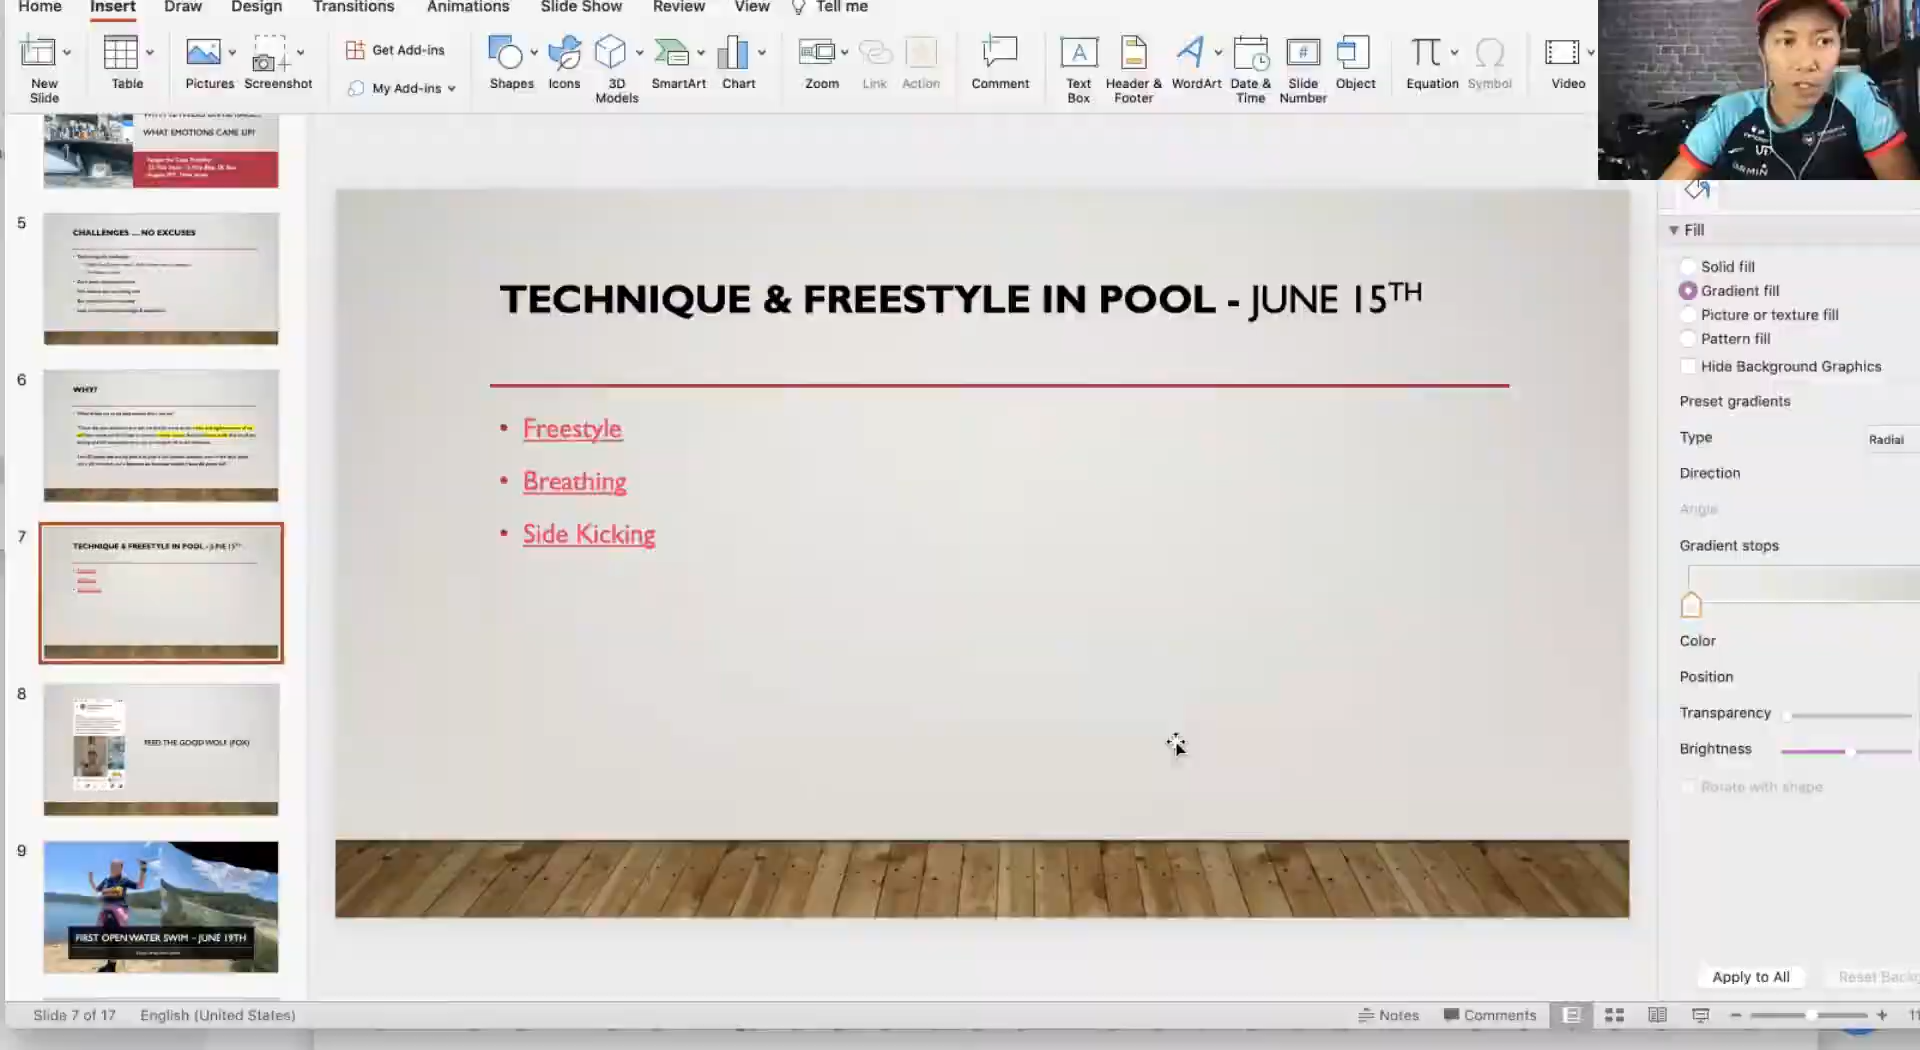 Home Insert Draw Design Transitions Animations Slide Show Review View Tell me
New Slide
Table
Pictures
Screenshot
Get Add-ins
My Add-ins
Shapes
Icons
3D Models
SmartArt
Chart
Zoom
Link
Action
Comment
Text Box
Header & Footer
WordArt
Date & Time
Slide Number
Object
Equation
Symbol
Video
WHAT EMOTIONS CAME UP?
5
CHALLENGES ... NO EXCUSES
6
WHY?
7
TECHNIQUE & FREESTYLE IN POOL - JUNE 15TH
8
FEED THE GOOD WOLF (FOX)
9
FIRST OPEN WATER SWIM - JUNE 19TH
TECHNIQUE & FREESTYLE IN POOL - JUNE 15TH
• Freestyle
• Breathing
• Side Kicking
GARMIN
Fill
Solid fill
Gradient fill
Picture or texture fill
Pattern fill
Hide Background Graphics
Preset gradients
Type Radial
Direction
Angle
Gradient stops
Color
Position
Transparency
Brightness
Rotate with shape
Apply to All Reset Backg
Slide 7 of 17 English (United States) Notes Comments